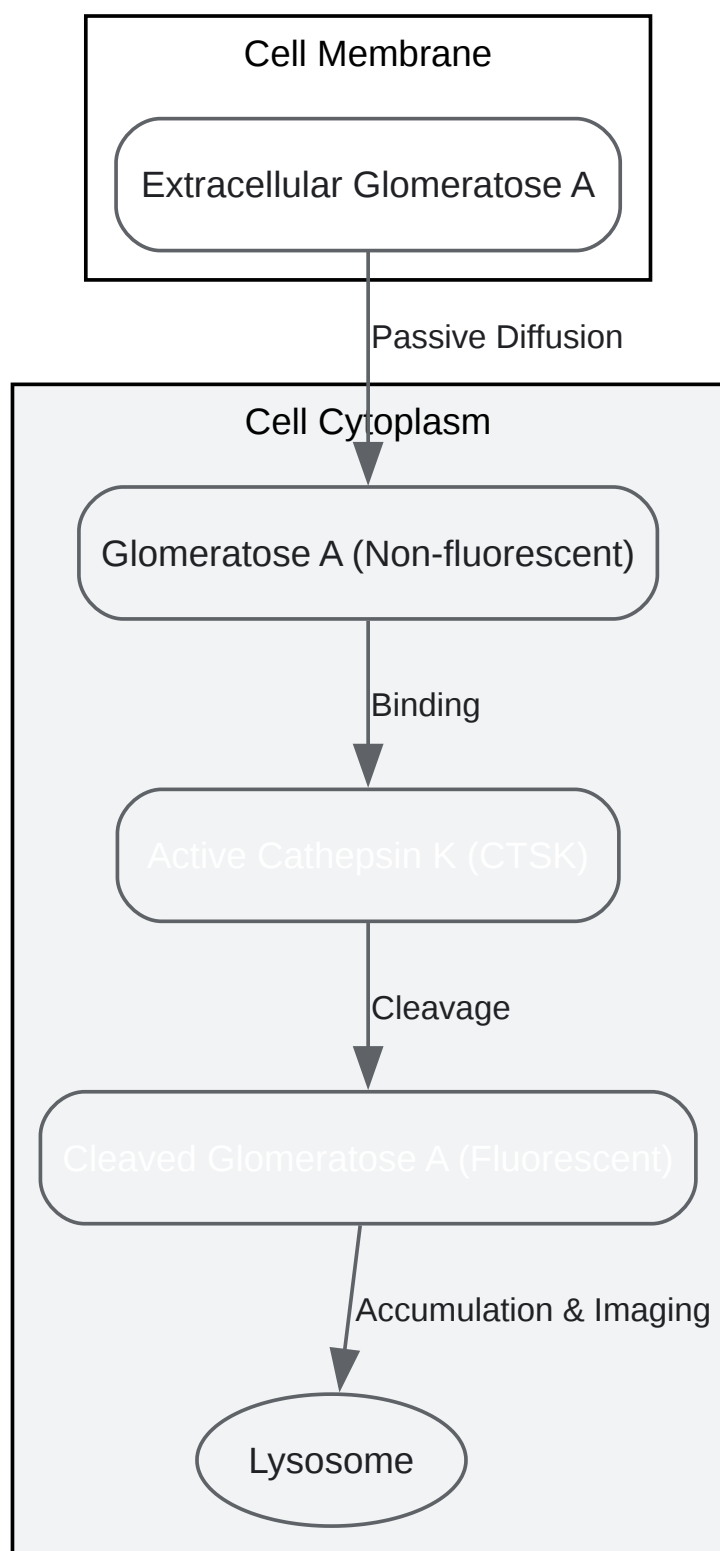 Cell Membrane
Extracellular Glomeratose A
Passive Diffusion
Cell Cytoplasm
Glomeratose A (Non-fluorescent)
Binding
Active Cathepsin K (CTSK)
Cleavage
Cleaved Glomeratose A (Fluorescent)
Accumulation & Imaging
Lysosome